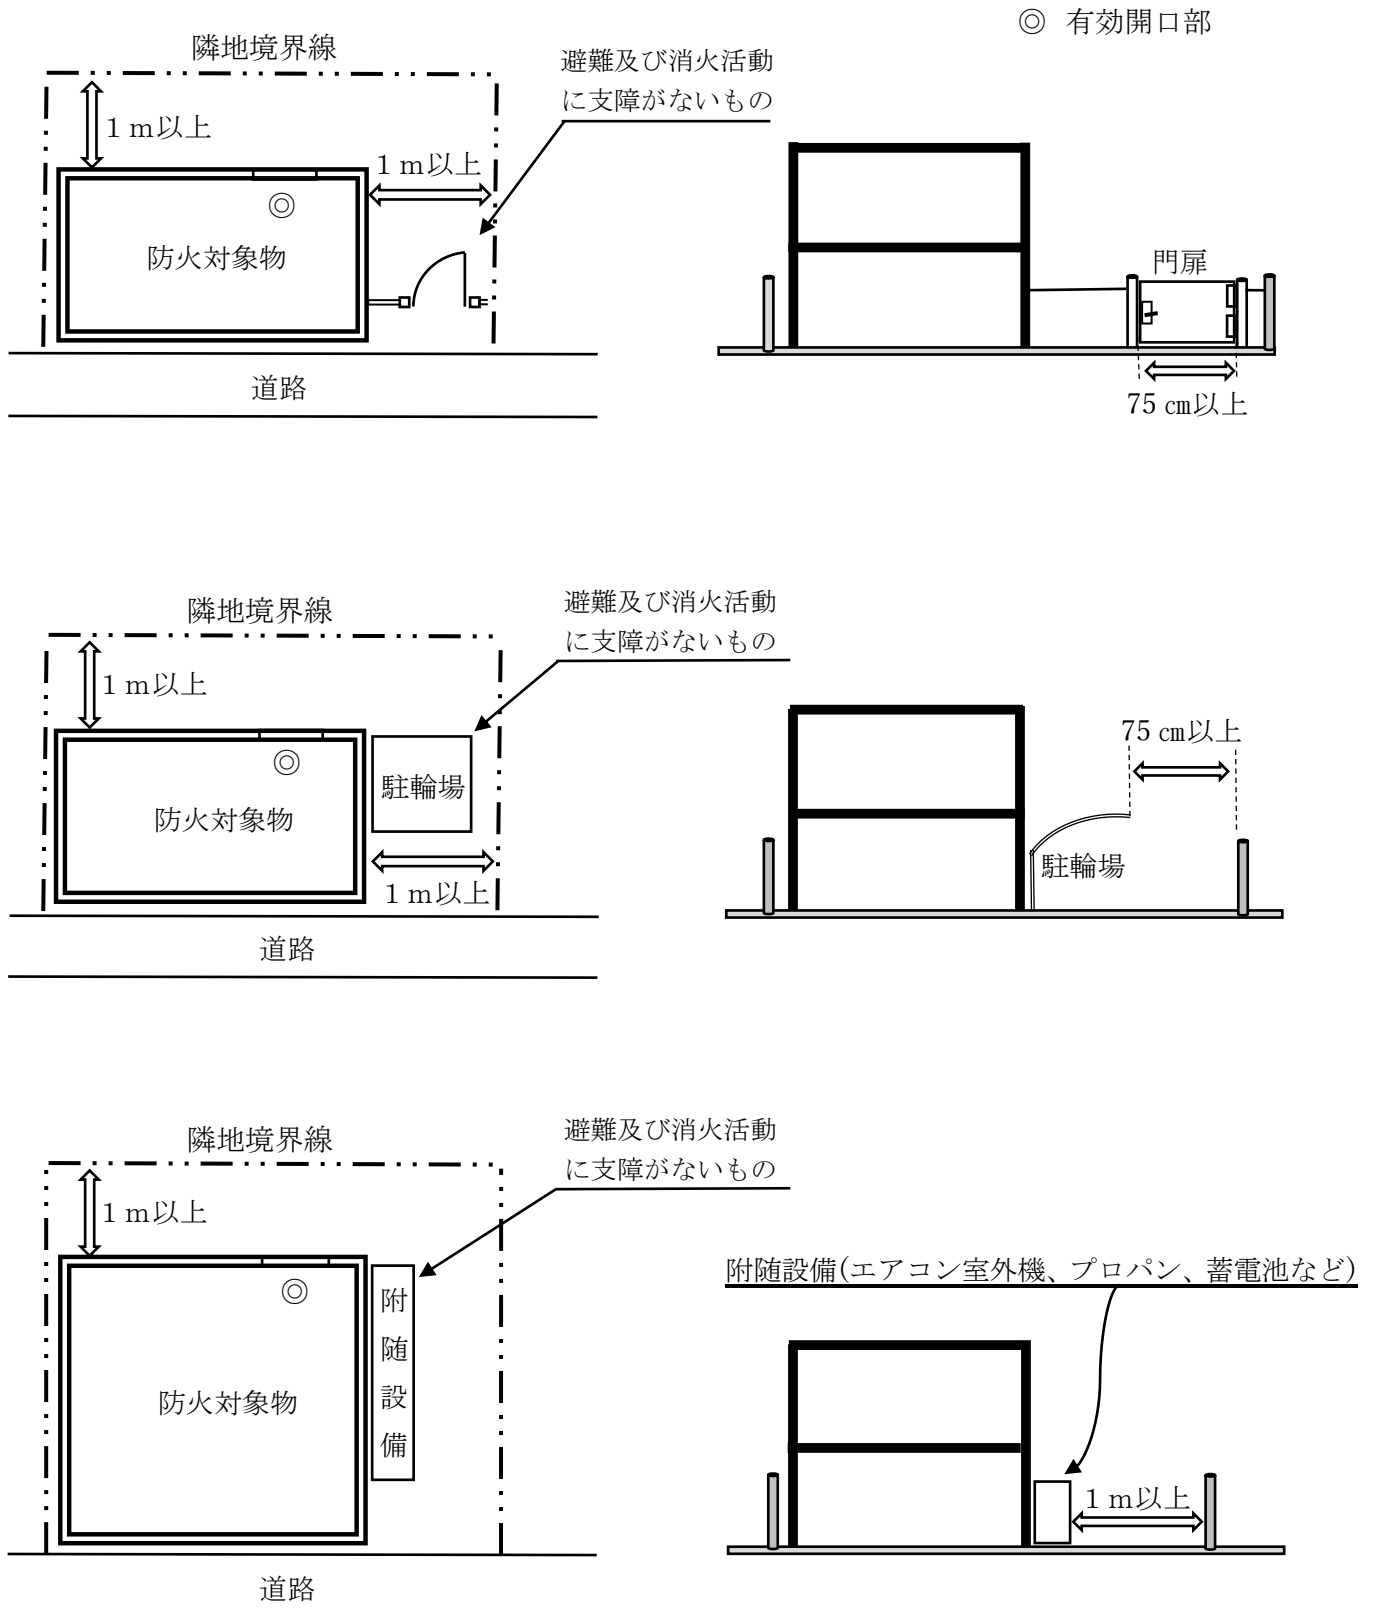 ◎ 有効開口部
隣地境界線
避難及び消火活動
に支障がないもの
１ｍ以上
１ｍ以上
◎
防火対象物
道路
門扉
75 ㎝以上
隣地境界線
避難及び消火活動
に支障がないもの
１ｍ以上
◎
駐輪場
防火対象物
１ｍ以上
道路
75 ㎝以上
駐輪場
隣地境界線
避難及び消火活動
に支障がないもの
１ｍ以上
◎
附随設備
防火対象物
道路
附随設備(エアコン室外機、プロパン、蓄電池など)
１ｍ以上